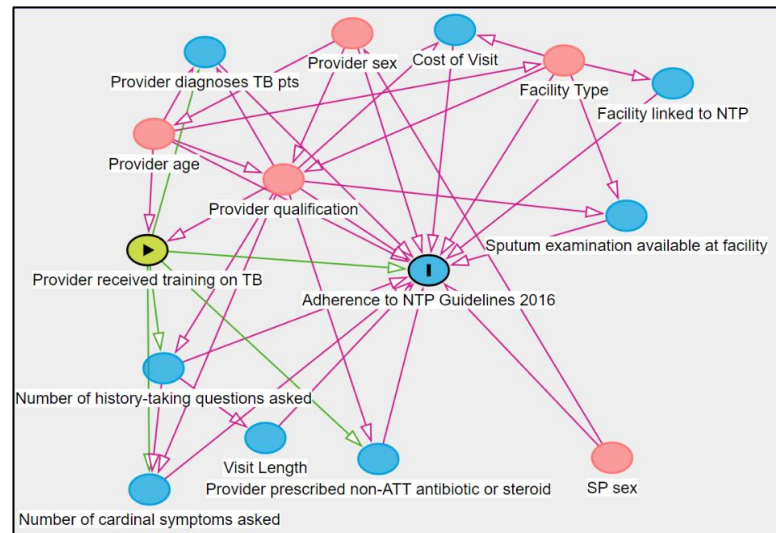 Provider diagnoses TB pts
Provider sex
Cost of Visit
Facility Type
Facility linked to NTP
Provider age
Provider qualification
Sputum examination available at facility
Provider received training on TB
Adherence to NTP Guidelines 2016
Number of history-taking questions asked
Visit Length
Provider prescribed non-ATT antibiotic or steroid
SP sex
Number of cardinal symptoms asked